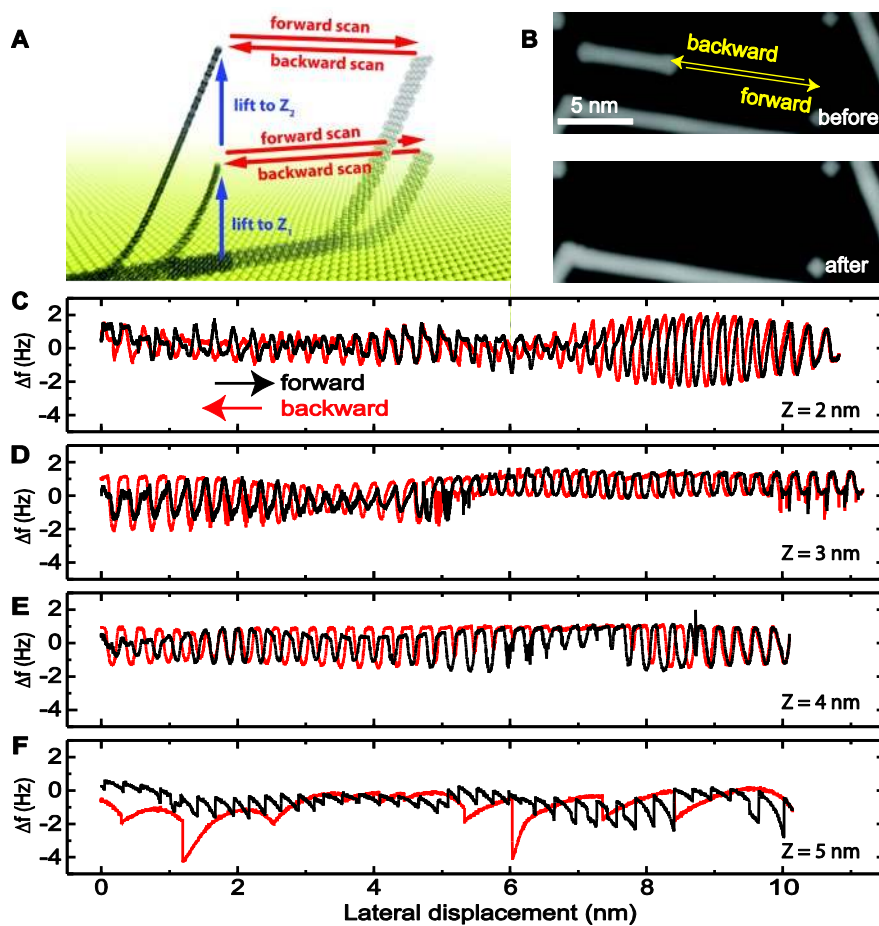 A
forward scan
backward scan
lift to Z2
forward scan
backward scan
lift to Z1
B
backward
forward
5 nm
before
after
C
2
0
-2
-4
Δf (Hz)
forward
backward
Z = 2 nm
D
2
0
-2
-4
Δf (Hz)
Z = 3 nm
E
2
0
-2
-4
Δf (Hz)
Z = 4 nm
F
0
-2
-4
Δf (Hz)
Z = 5 nm
0 2 4 6 8 10
Lateral displacement (nm)